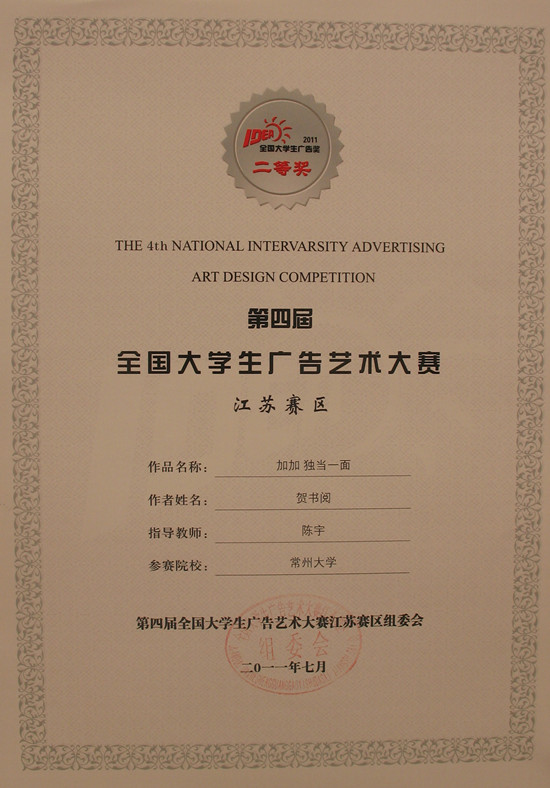 IDEA
2011
全国大学生广告奖
二等奖
THE 4th NATIONAL INTERVARSITY ADVERTISING
ART DESIGN COMPETITION
第四届
全国大学生广告艺术大赛
江苏赛区
作品名称： 加加 独当一面
作者姓名： 贺书阅
指导教师： 陈宇
参赛院校： 常州大学
第四届全国大学生广告艺术大赛江苏赛区组委会
组委会
二〇一一年七月